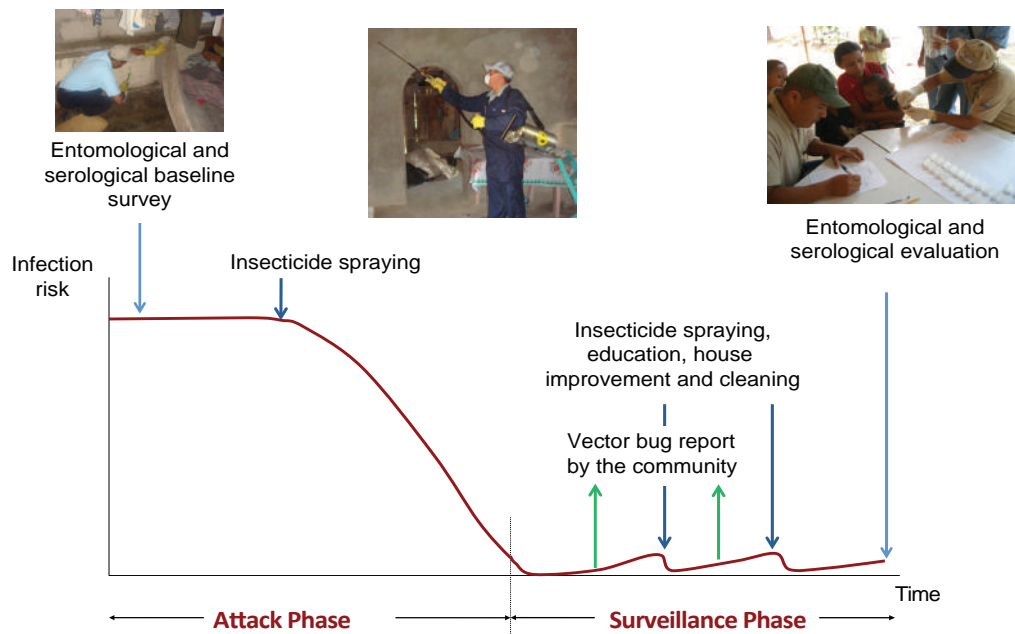 Entomological and
serological baseline
survey
Entomological and
serological evaluation
Infection
risk
Insecticide spraying
Insecticide spraying,
education, house
improvement and cleaning
Vector bug report
by the community
Time
Attack Phase
Surveillance Phase